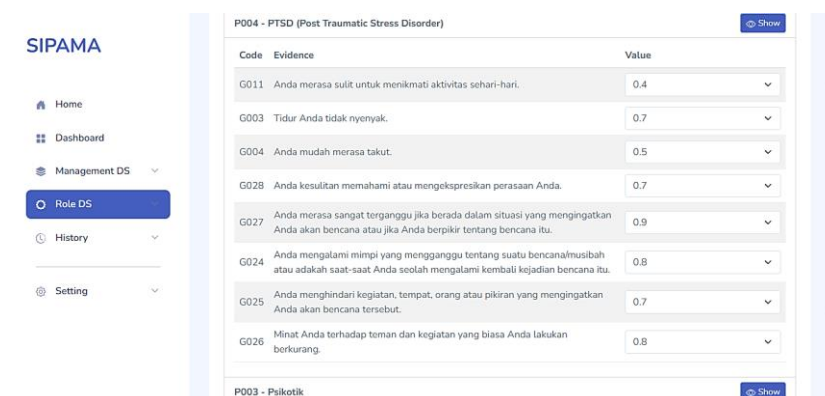 P004 - PTSD (Post Traumatic Stress Disorder)
Show
SIPAMA
Home
Dashboard
Management DS
Role DS
History
Setting
Code Evidence Value
G011 Anda merasa sulit untuk menikmati aktivitas sehari-hari. 0.4
G003 Tidur Anda tidak nyenyak. 0.7
G004 Anda mudah merasa takut. 0.5
G028 Anda kesulitan memahami atau mengekspresikan perasaan Anda. 0.7
G027 Anda merasa sangat terganggu jika berada dalam situasi yang mengingatkan
Anda akan bencana atau jika Anda berpikir tentang bencana itu. 0.9
G024 Anda mengalami mimpi yang mengganggu tentang suatu bencana/musibah
atau adakah saat-saat Anda seolah mengalami kembali kejadian bencana itu. 0.8
G025 Anda menghindari kegiatan, tempat, orang atau pikiran yang mengingatkan
Anda akan bencana tersebut. 0.7
G026 Minat Anda terhadap teman dan kegiatan yang biasa Anda lakukan
berkurang. 0.8
P003 - Psikotik
Show